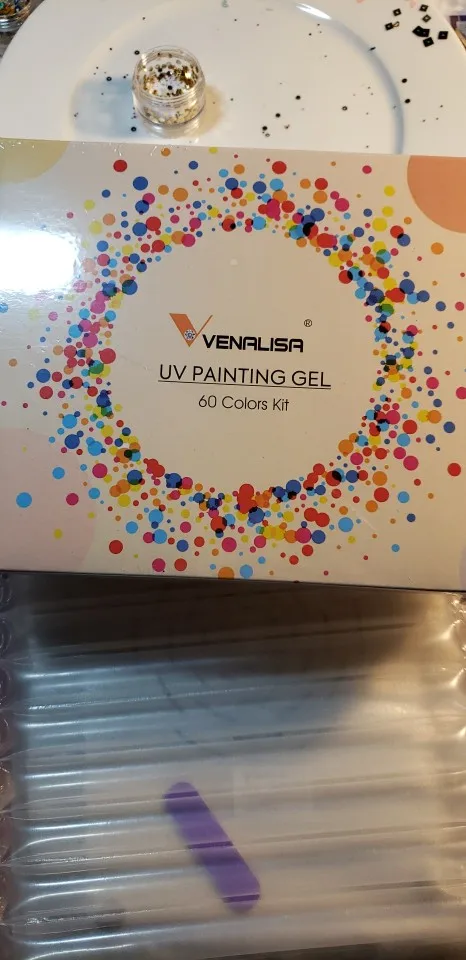 VENALISA ®
UV PAINTING GEL
60 Colors Kit